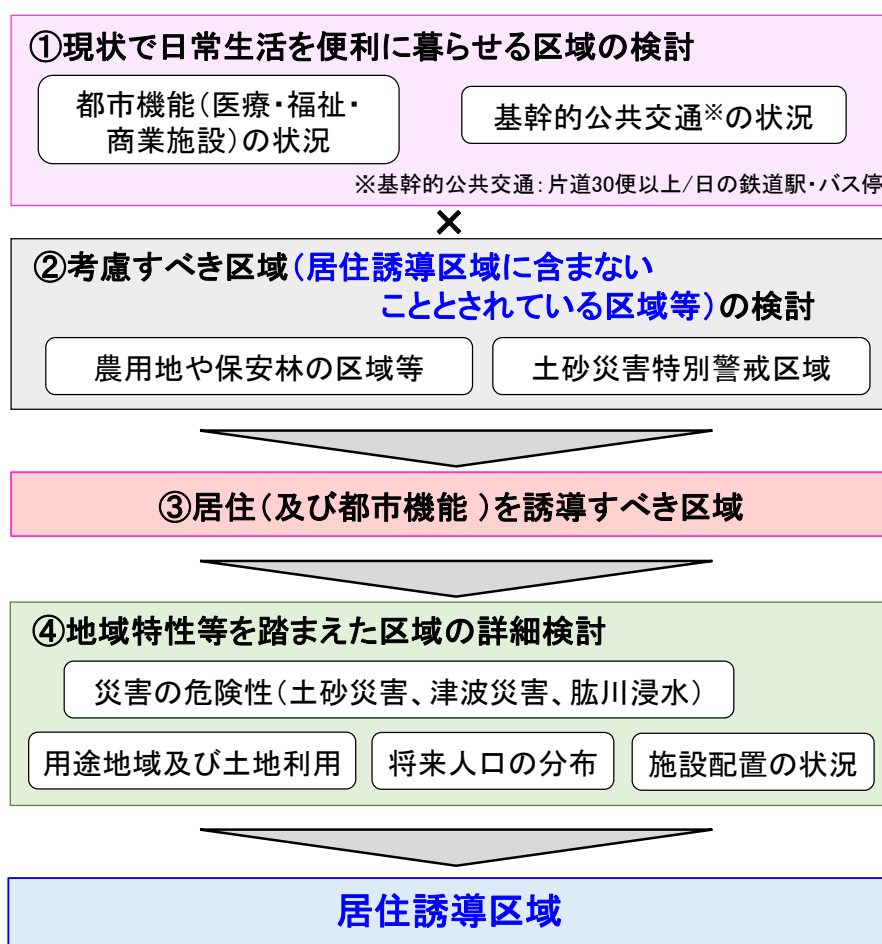 ①現状で日常生活を便利に暮らせる区域の検討
都市機能(医療・福祉・
商業施設)の状況
基幹的公共交通※の状況
※基幹的公共交通:片道30便以上/日の鉄道駅・バス停
×
②考慮すべき区域(居住誘導区域に含まない
こととされている区域等)の検討
農用地や保安林の区域等
土砂災害特別警戒区域
③居住(及び都市機能 )を誘導すべき区域
④地域特性等を踏まえた区域の詳細検討
災害の危険性(土砂災害、津波災害、肱川浸水)
用途地域及び土地利用
将来人口の分布
施設配置の状況
居住誘導区域